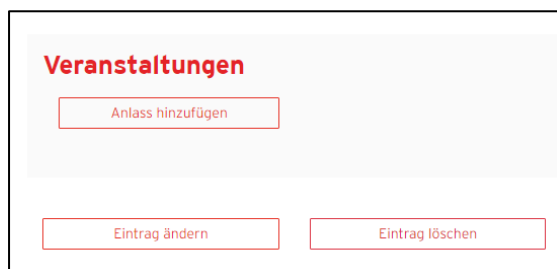 Veranstaltungen
Anlass hinzufügen
Eintrag ändern
Eintrag löschen